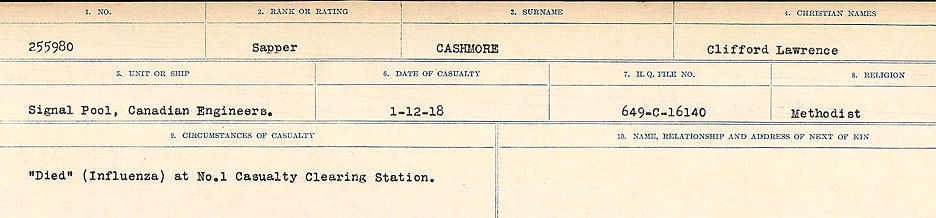 1. NO. 2. RANK OR RATING 3. SURNAME 4. CHRISTIAN NAMES
255980 Sapper CASHMORE Clifford Lawrence
5. UNIT OR SHIP 6. DATE OF CASUALTY 7. H.Q. FILE NO. 8. RELIGION
Signal Pool, Canadian Engineers. 1-12-18 649-C-16140 Methodist
9. CIRCUMSTANCES OF CASUALTY 10. NAME, RELATIONSHIP AND ADDRESS OF NEXT OF KIN
"Died" (Influenza) at No.1 Casualty Clearing Station.